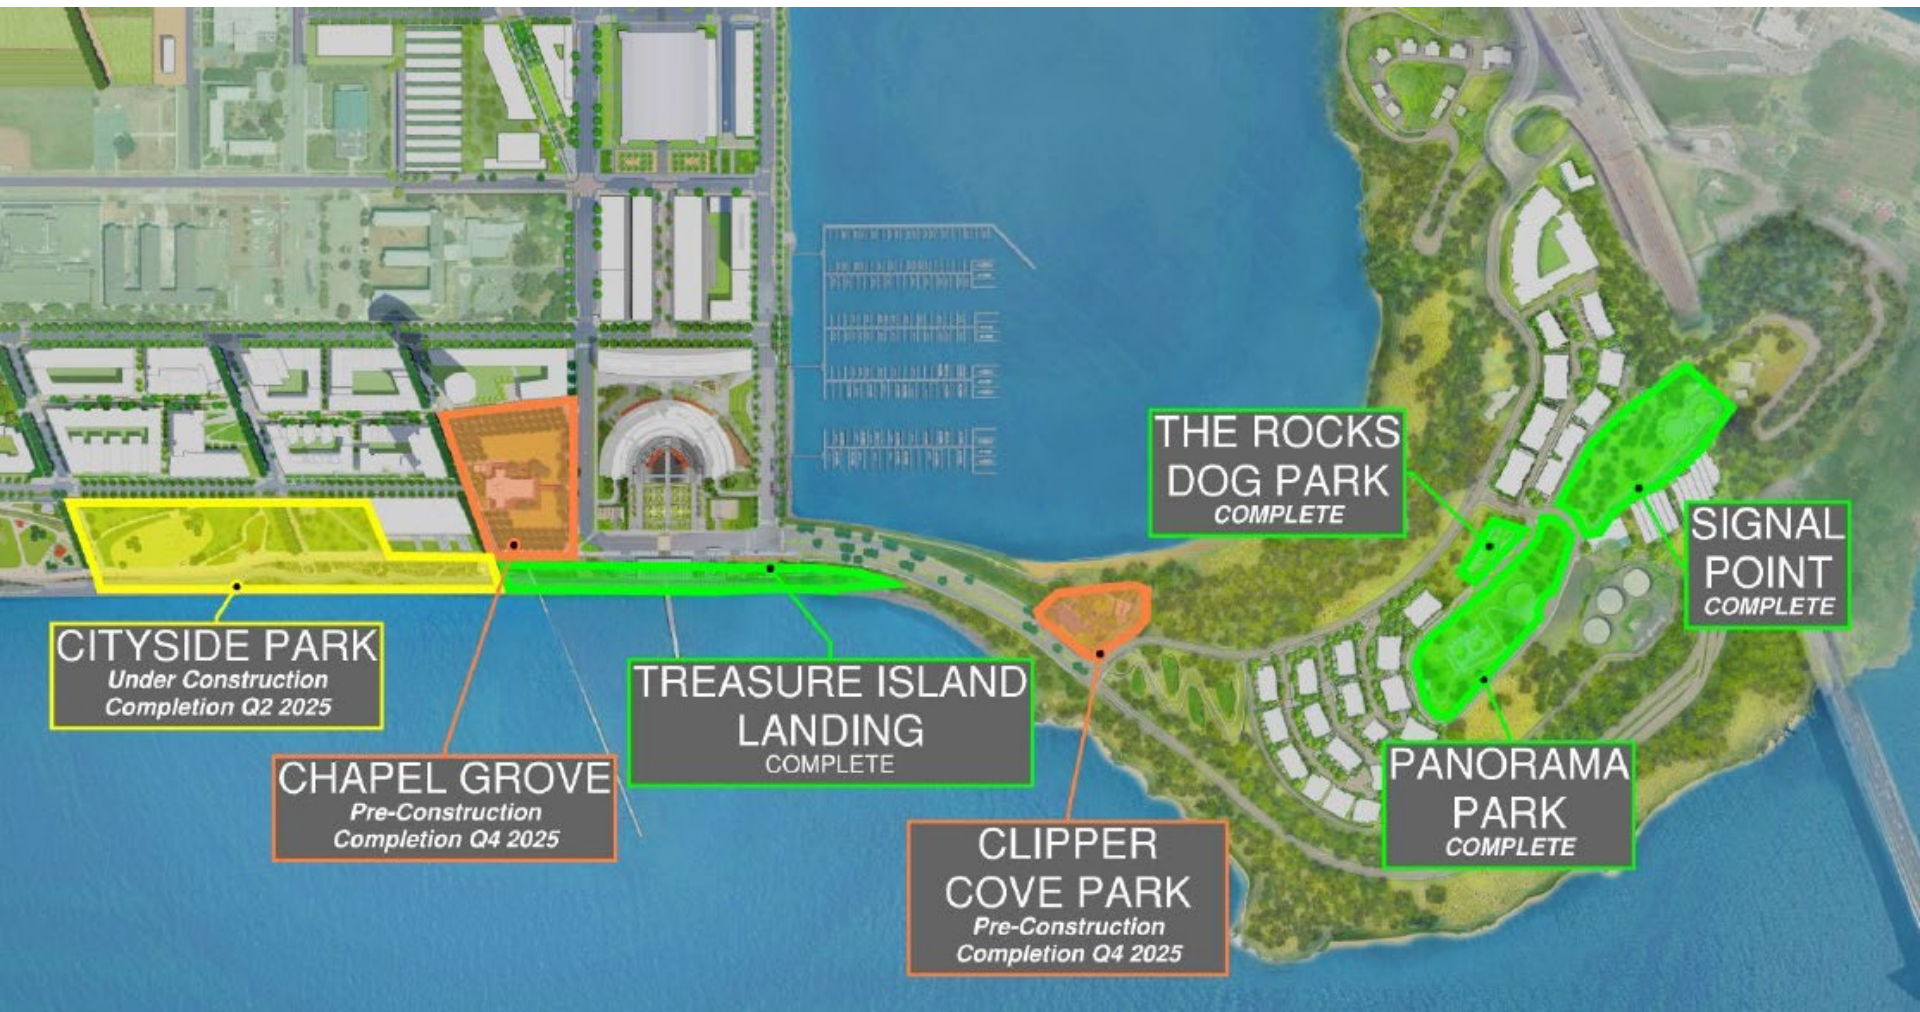 THE ROCKS
DOG PARK
COMPLETE
SIGNAL
POINT
COMPLETE
CITYSIDE PARK
Under Construction
Completion Q2 2025
TREASURE ISLAND
LANDING
COMPLETE
CHAPEL GROVE
Pre-Construction
Completion Q4 2025
PANORAMA
PARK
COMPLETE
CLIPPER
COVE PARK
Pre-Construction
Completion Q4 2025